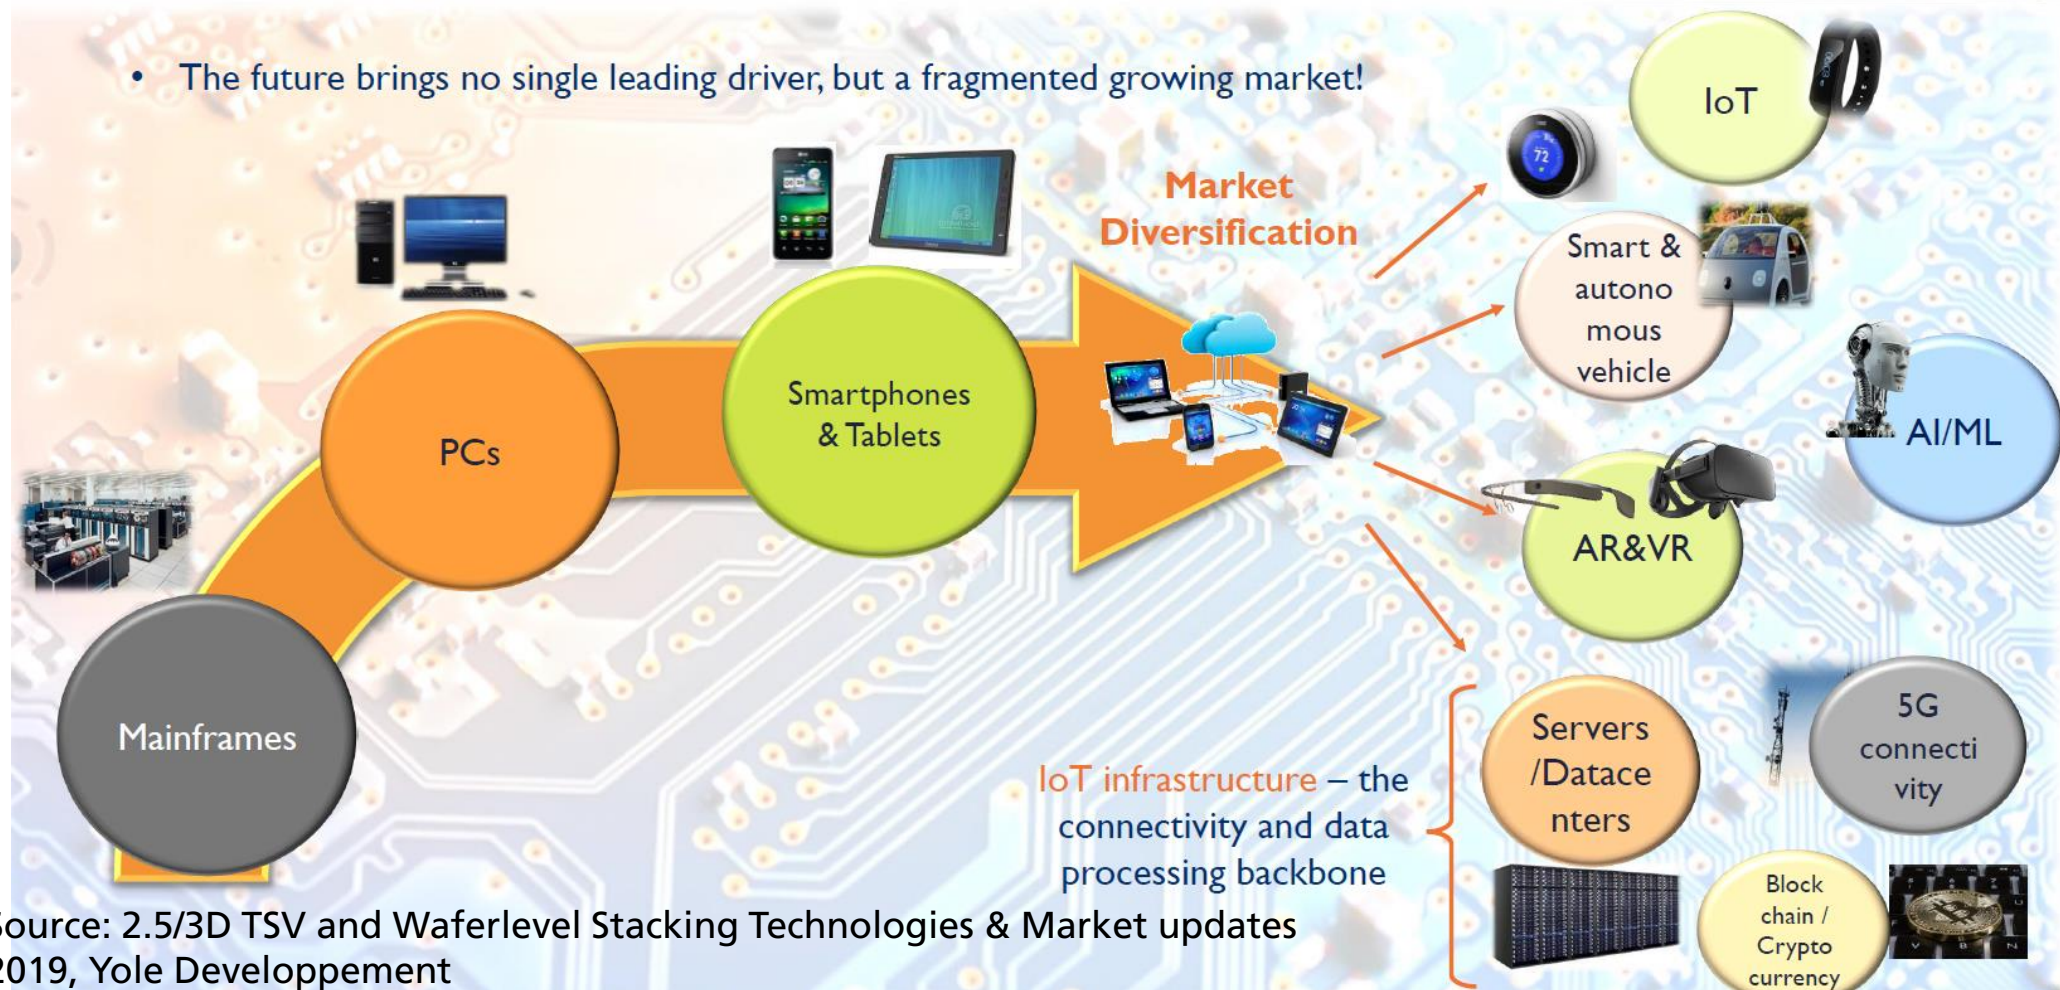 • The future brings no single leading driver, but a fragmented growing market!
IoT
72
Market
Diversification
Smart &
autono
mous
vehicle
Smartphones
& Tablets
PCs
AI/ML
AR&VR
Mainframes
Servers
/Datace
nters
5G
connecti
vity
IoT infrastructure – the
connectivity and data
processing backbone
Block
chain /
Crypto
currency
Source: 2.5/3D TSV and Waferlevel Stacking Technologies & Market updates
2019, Yole Developpement